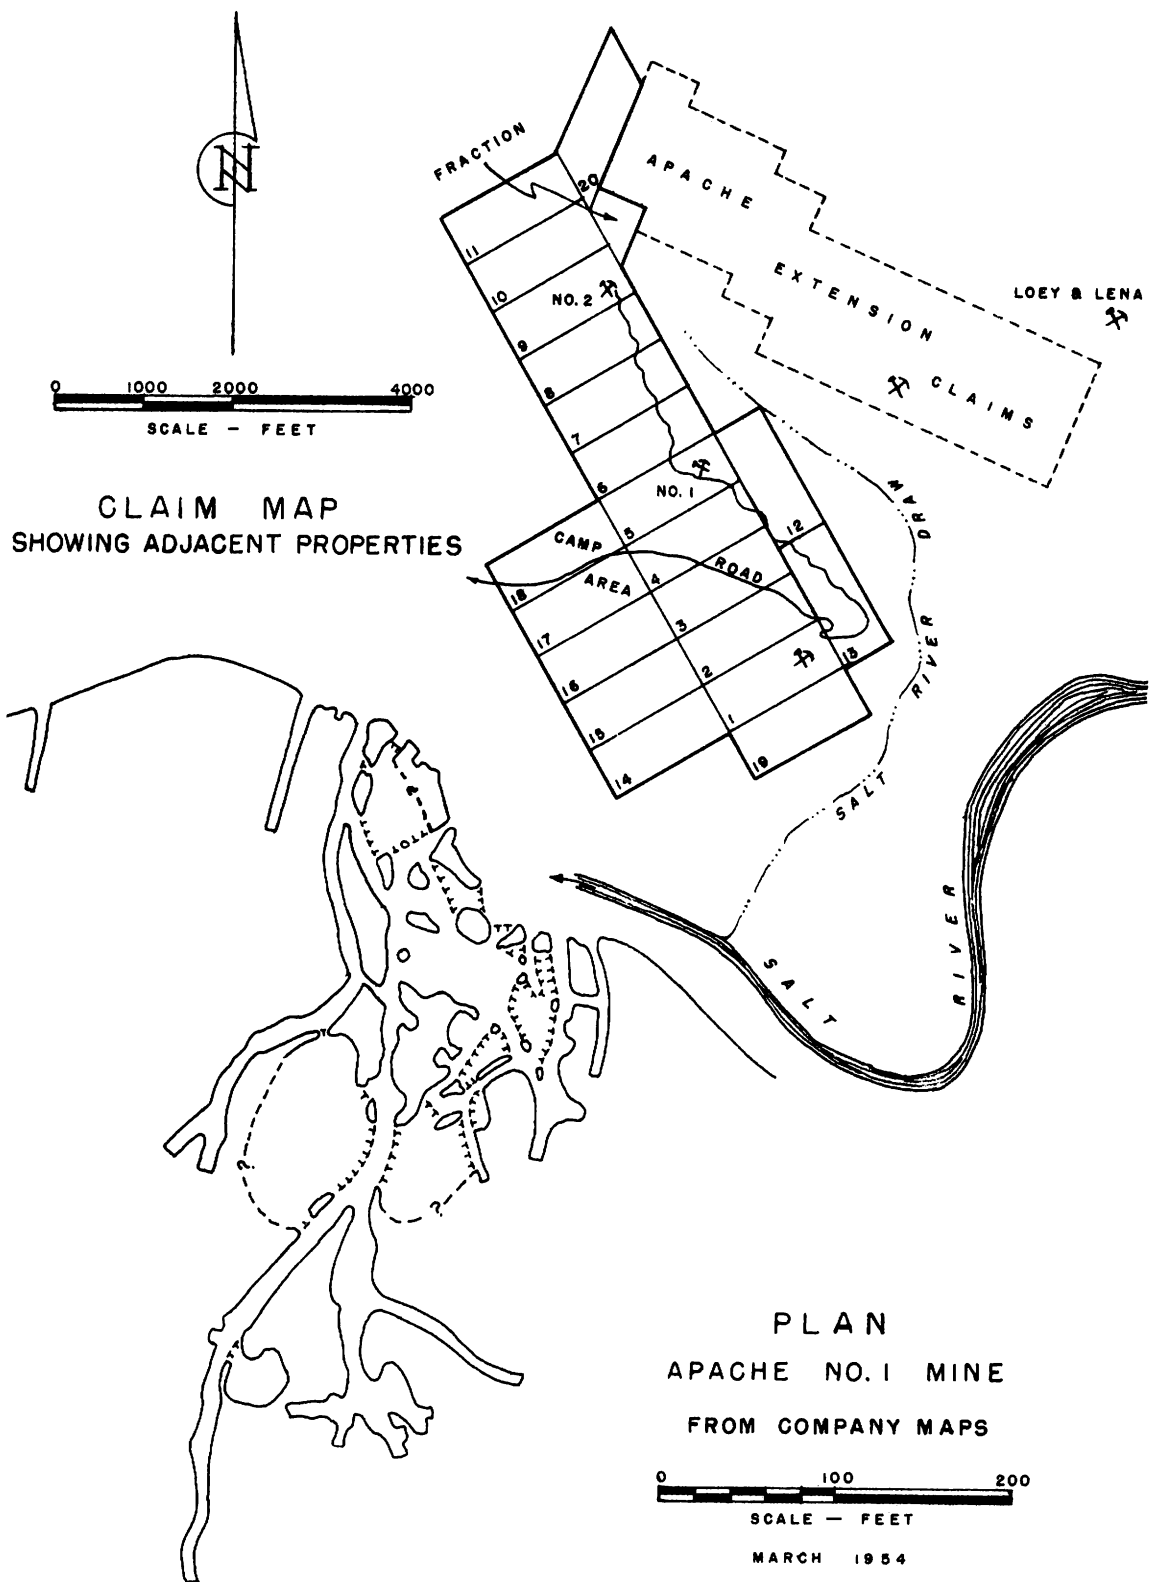 N
0 1000 2000 4000
SCALE — FEET
CLAIM MAP
SHOWING ADJACENT PROPERTIES
FRACTION
APACHE
EXTENSION
CLAIMS
LOEY & LENA
20
11
10
NO. 2
9
8
7
6
NO. 1
5
12
CAMP
AREA
ROAD
18
4
17
3
16
2
13
15
1
14
19
SALT RIVER DRAW
SALT RIVER
?
?
?
PLAN
APACHE NO. 1 MINE
FROM COMPANY MAPS
0 100 200
SCALE — FEET
MARCH 1954